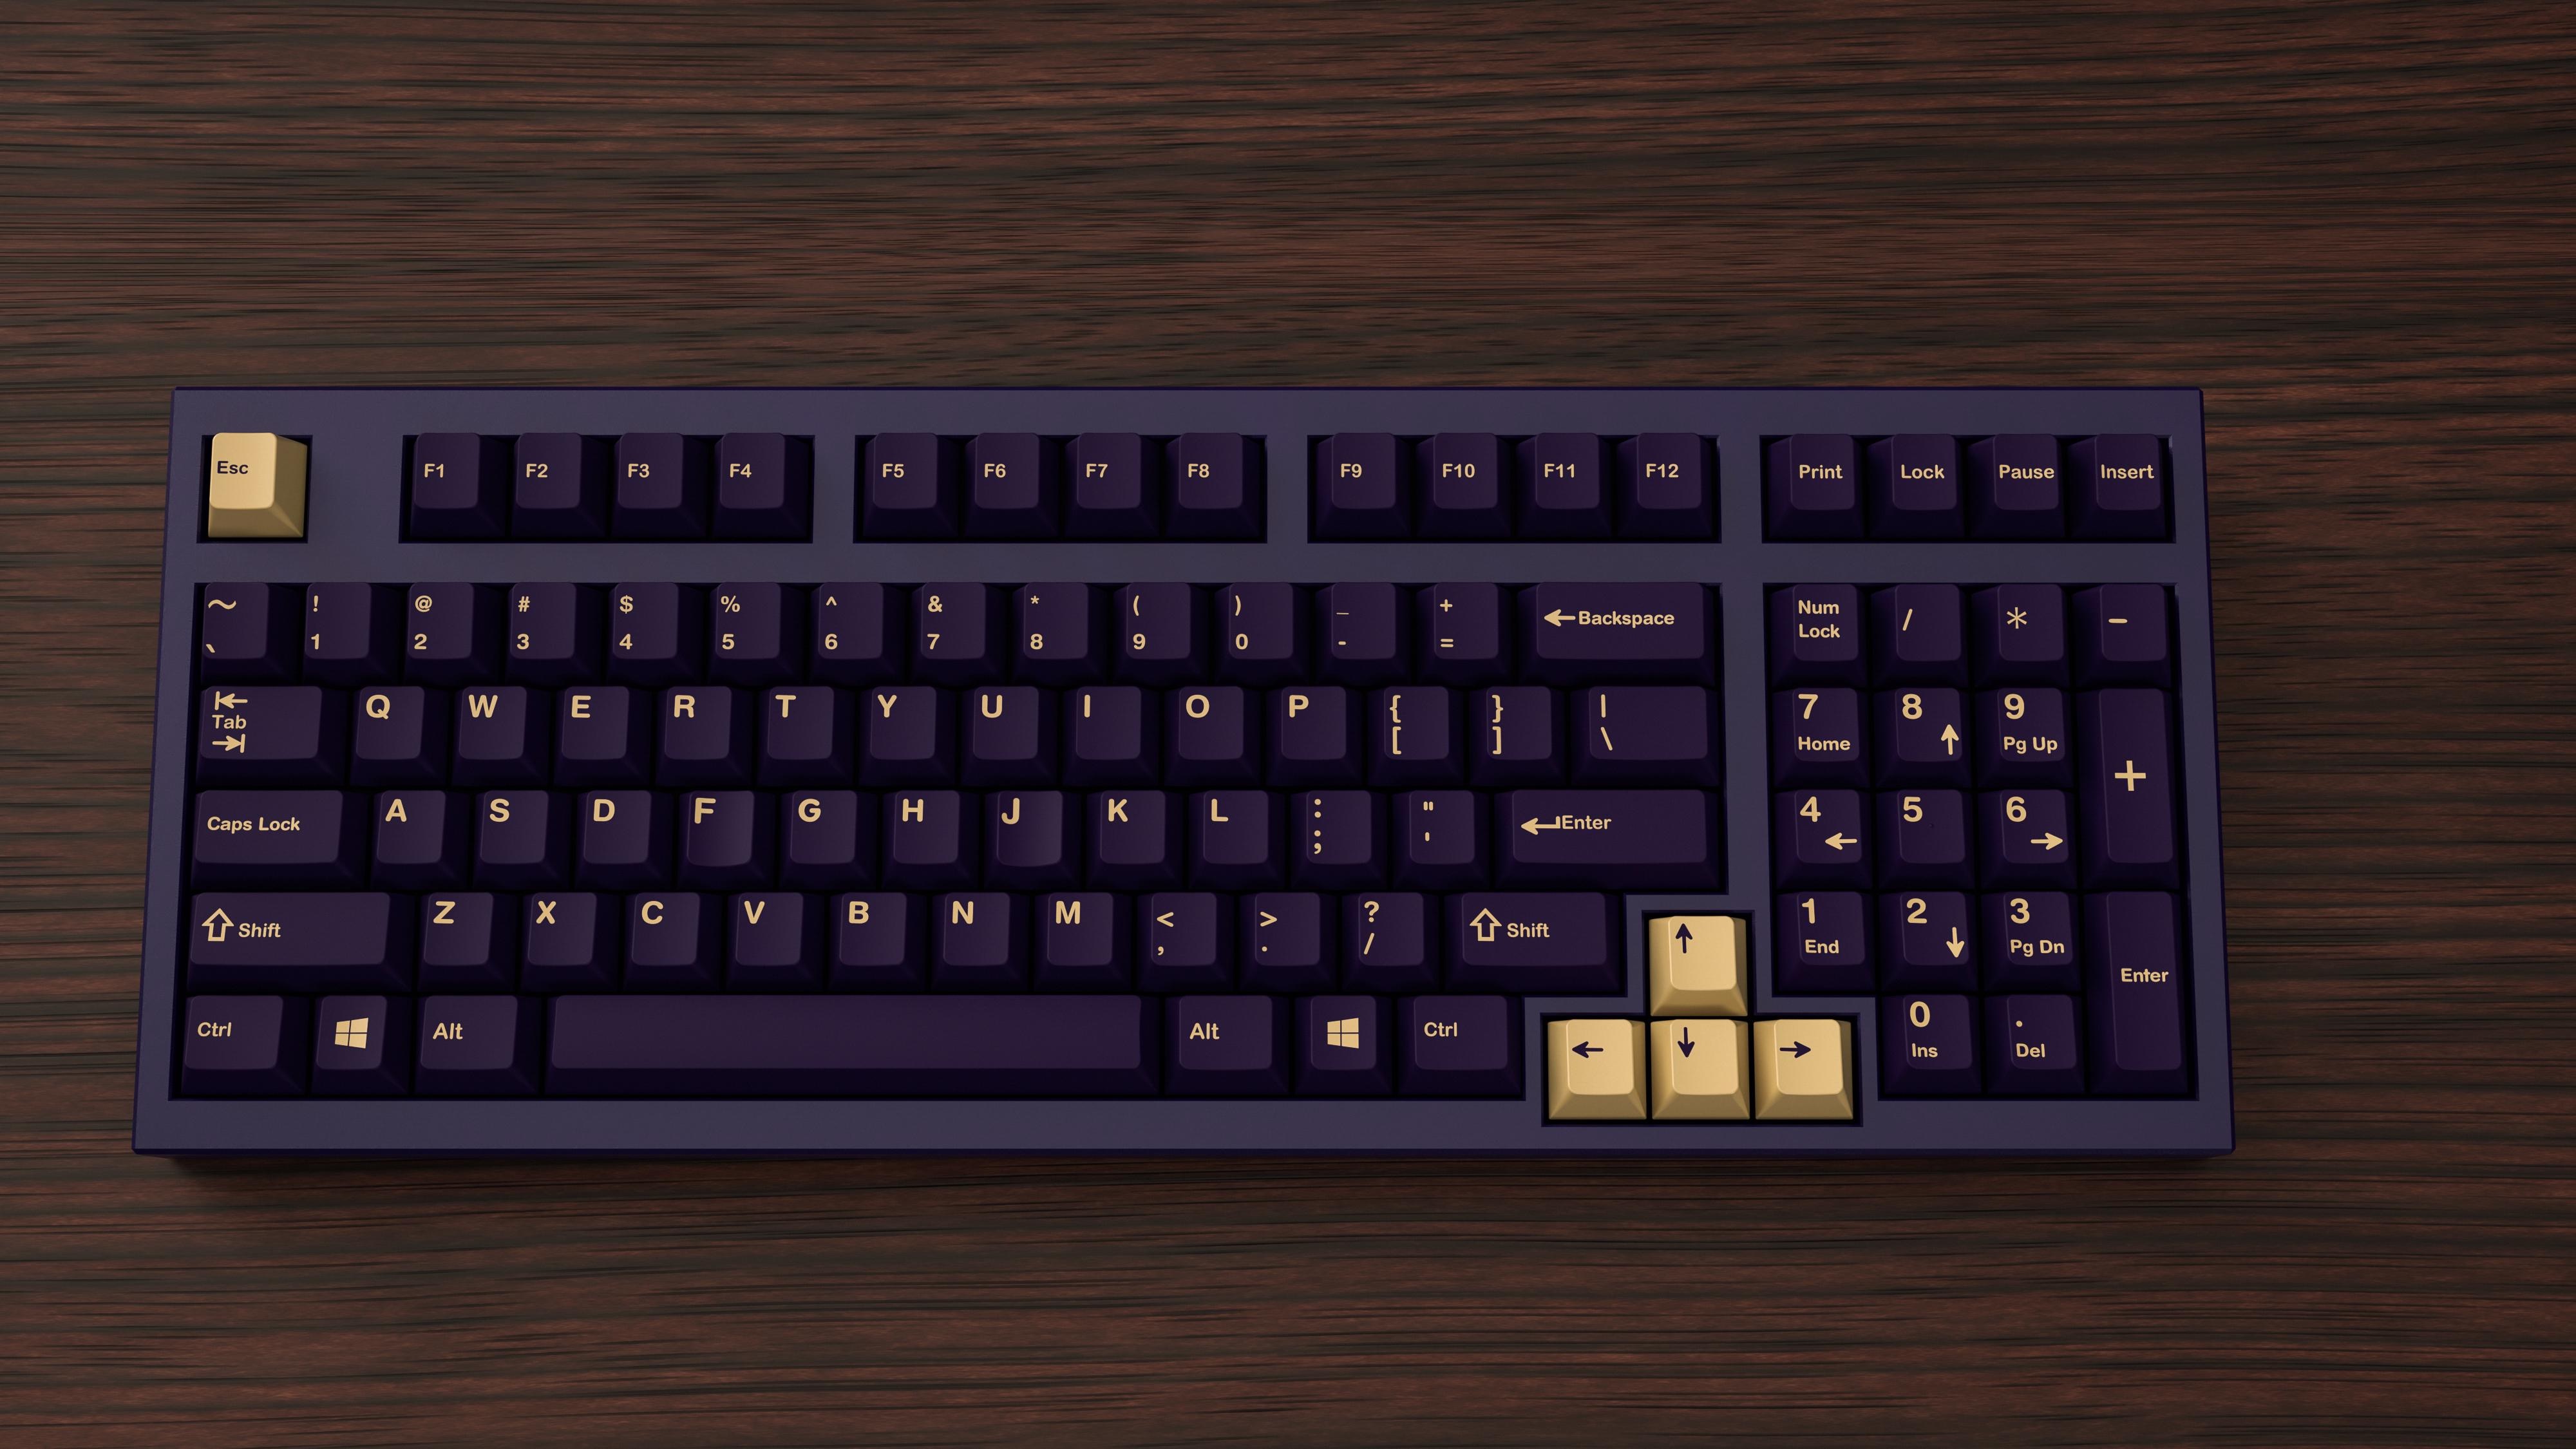 Esc F1 F2 F3 F4 F5 F6 F7 F8 F9 F10 F11 F12 Print Lock Pause Insert
~ ! @ # $ % ^ & * ( ) _ + ←Backspace Num / * −
` 1 2 3 4 5 6 7 8 9 0 - = Lock
Tab Q W E R T Y U I O P { } | 7 8 ↑ 9 +
[ ] \ Home Pg Up
Caps Lock A S D F G H J K L : " Enter 4 ← 5 6 →
; '
Shift Z X C V B N M < > ? Shift ↑ 1 2 ↓ 3 Enter
, . / End Pg Dn
Ctrl Alt Alt Ctrl ← ↓ → 0 .
Ins Del